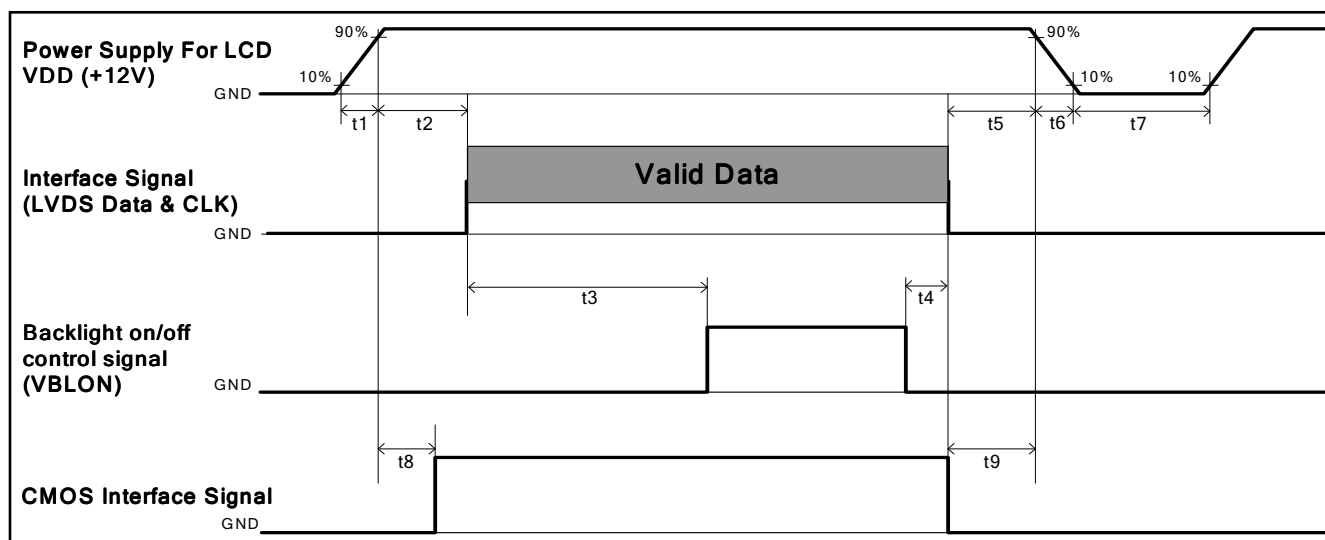 90%
90%
Power Supply For LCD
VDD (+12V)
10%
10%
10%
GND
t1
t2
t5
t6
t7
Valid Data
Interface Signal
(LVDS Data & CLK)
GND
t3
t4
Backlight on/off
control signal
(VBLON)
GND
t8
t9
CMOS Interface Signal
GND